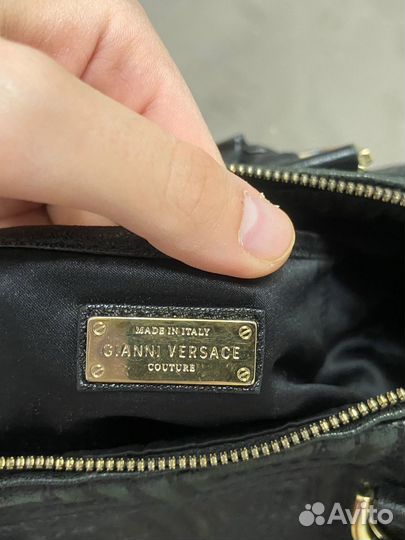 MADE IN ITALY
GIANNI VERSACE
COUTURE
Avito